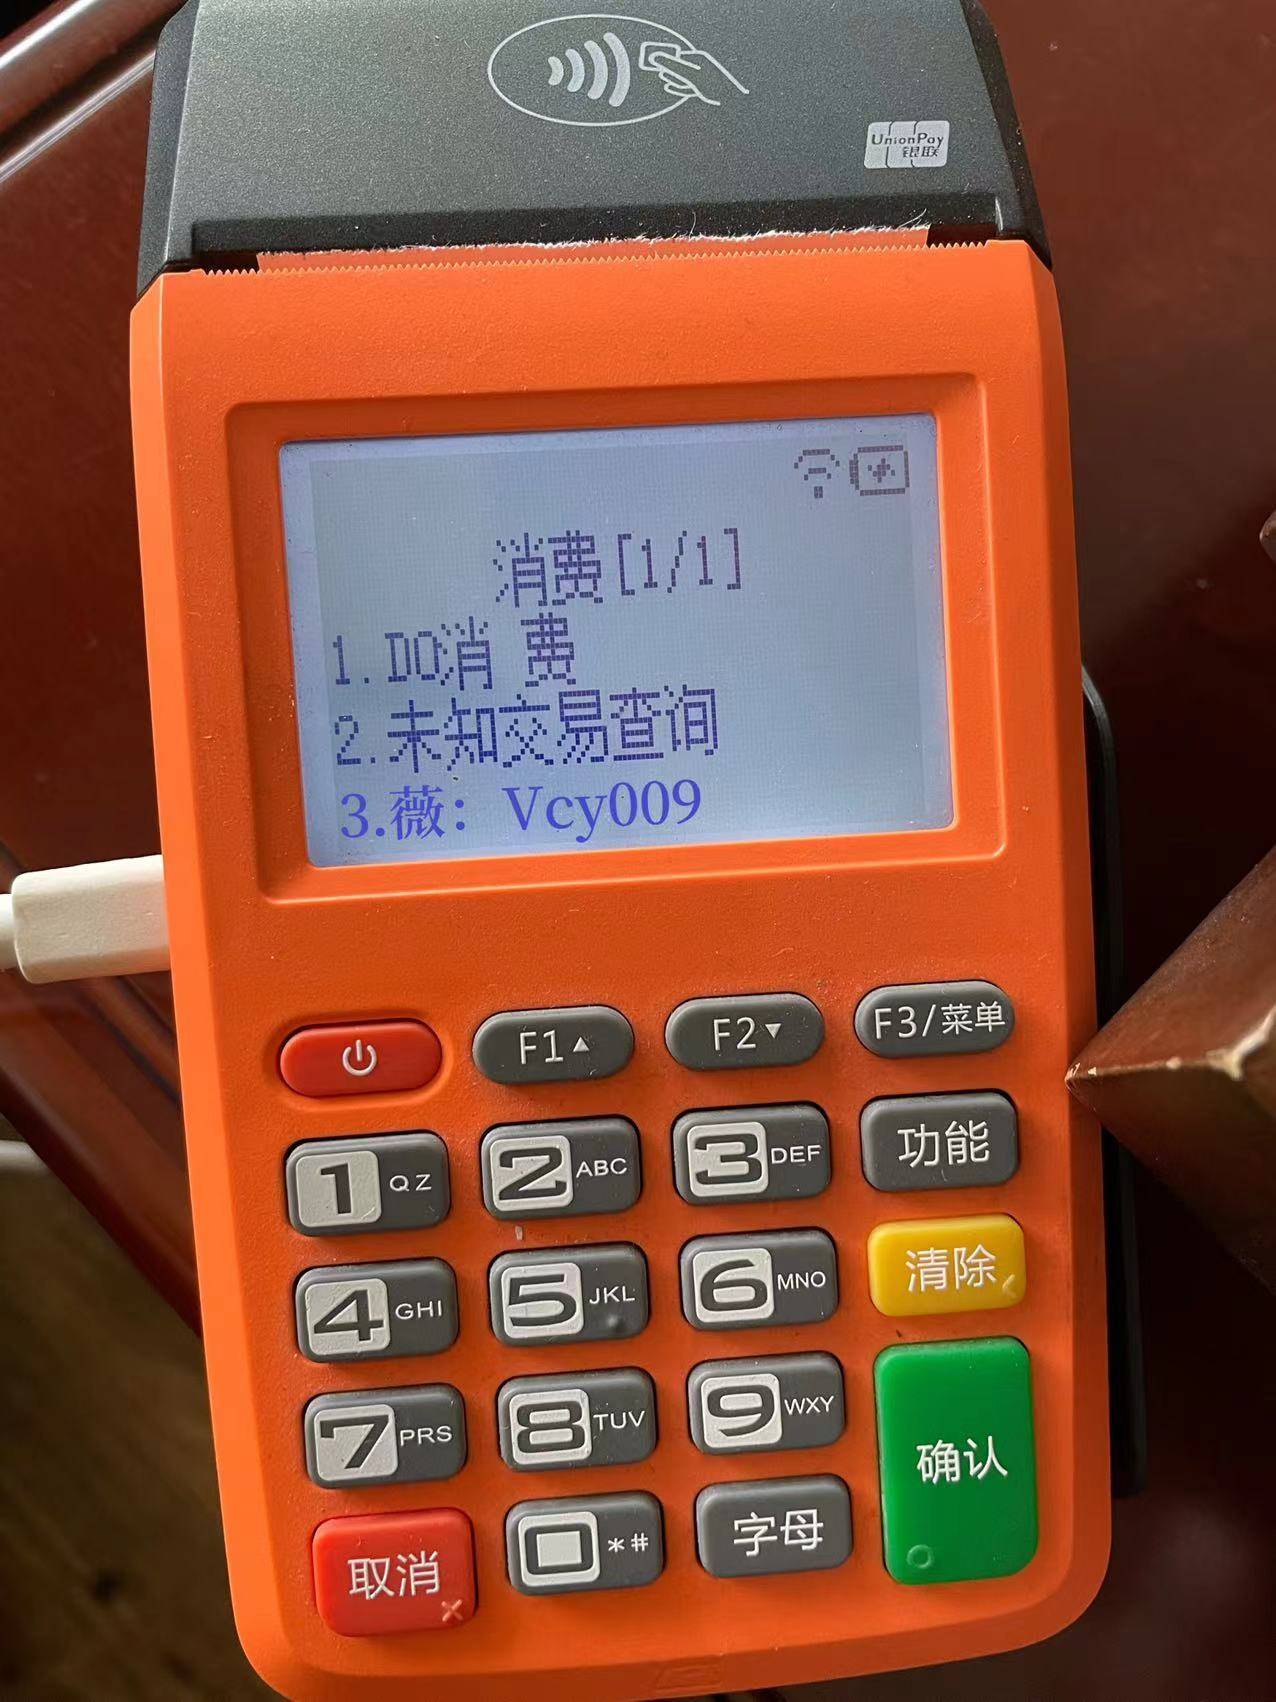 UnionPay
银联
消费[1/1]
1.DO消 费
2.未知交易查询
3.薇：Vcy009
F1▲ F2▼ F3/菜单
1 QZ 2 ABC 3 DEF 功能
4 GHI 5 JKL 6 MNO 清除
7 PRS 8 TUV 9 WXY 确认
取消 0 *# 字母